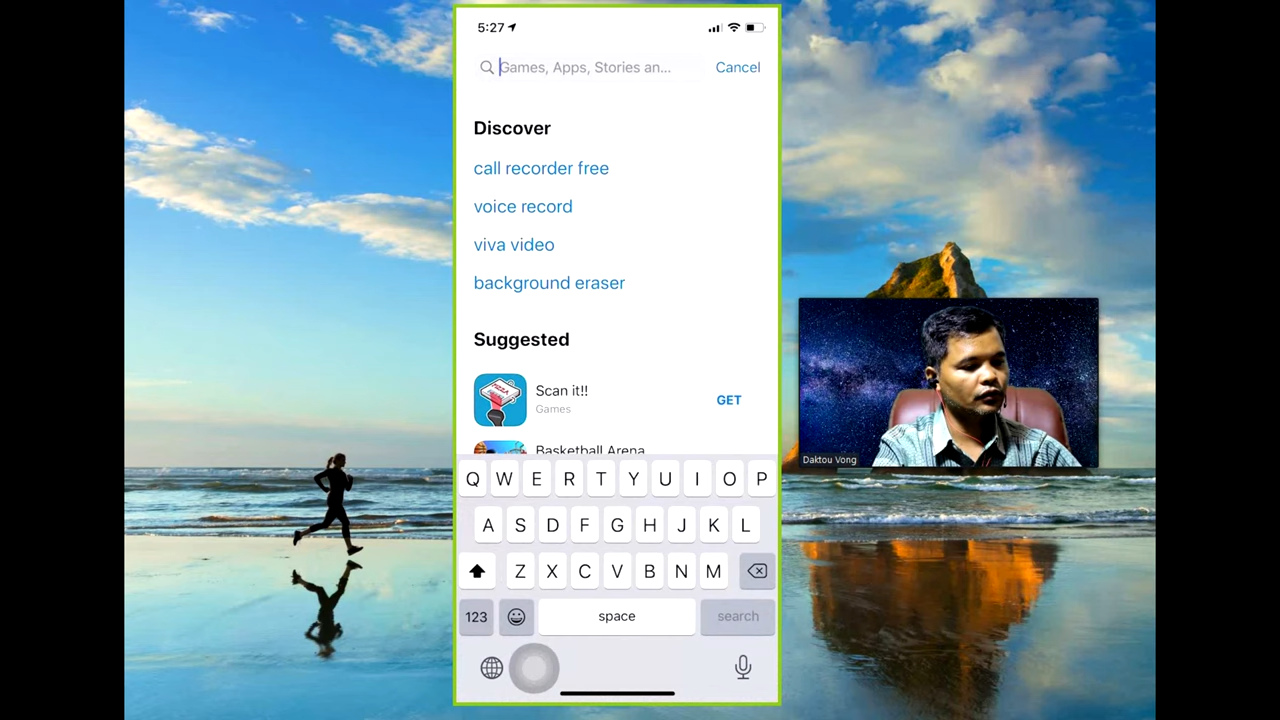 5:27
Games, Apps, Stories an...
Cancel
Discover
call recorder free
voice record
viva video
background eraser
Suggested
Scan it!!
Games
GET
Basketball Arena
Q W E R T Y U I O P
A S D F G H J K L
Z X C V B N M
123
space
search
Daktou Vong